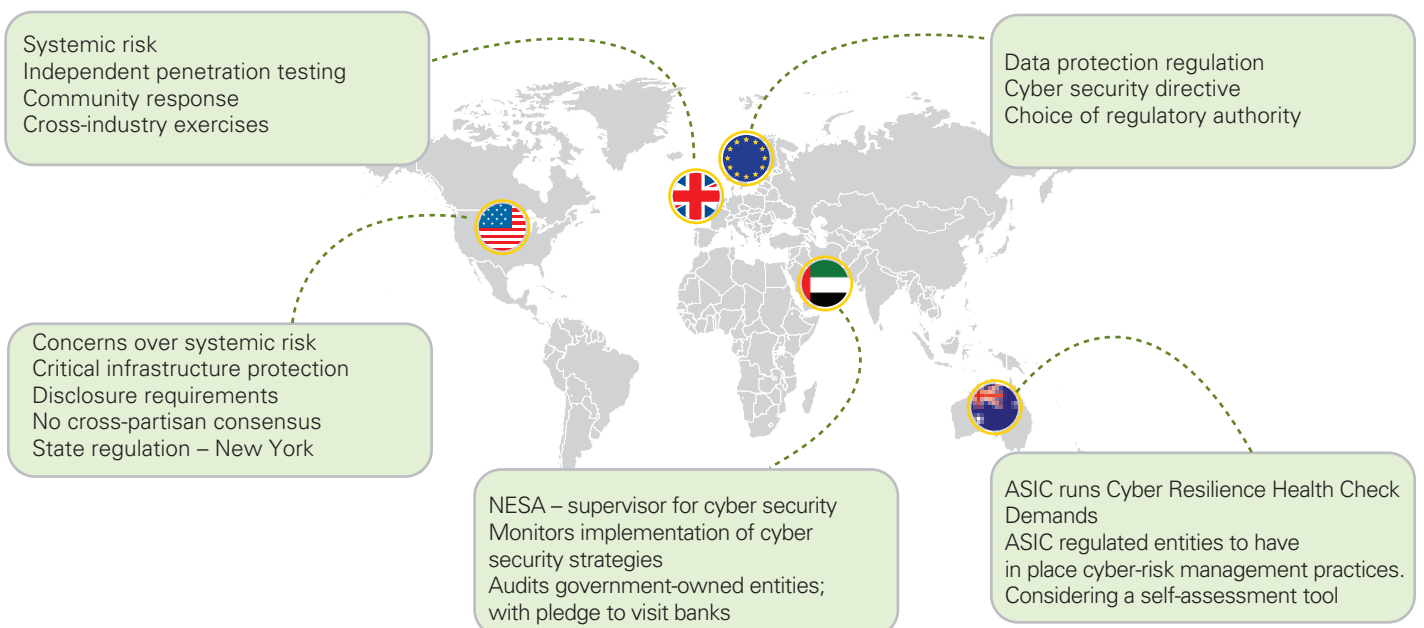 Systemic risk
Independent penetration testing
Community response
Cross-industry exercises
Data protection regulation
Cyber security directive
Choice of regulatory authority
Concerns over systemic risk
Critical infrastructure protection
Disclosure requirements
No cross-partisan consensus
State regulation – New York
NESA – supervisor for cyber security
Monitors implementation of cyber
security strategies
Audits government-owned entities;
with pledge to visit banks
ASIC runs Cyber Resilience Health Check
Demands
ASIC regulated entities to have
in place cyber-risk management practices.
Considering a self-assessment tool